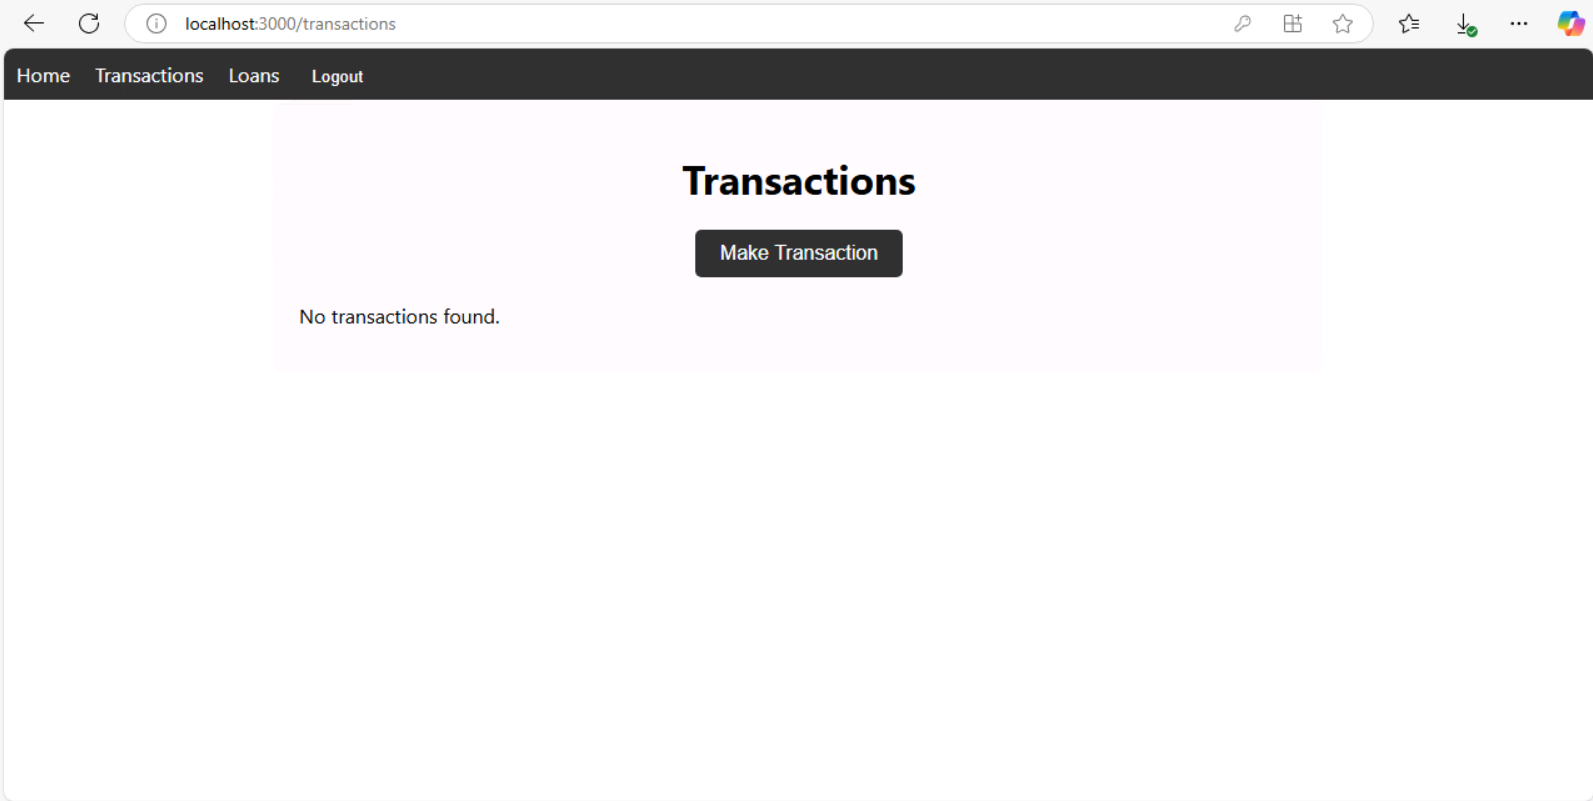 localhost:3000/transactions
Home Transactions Loans Logout
Transactions
Make Transaction
No transactions found.